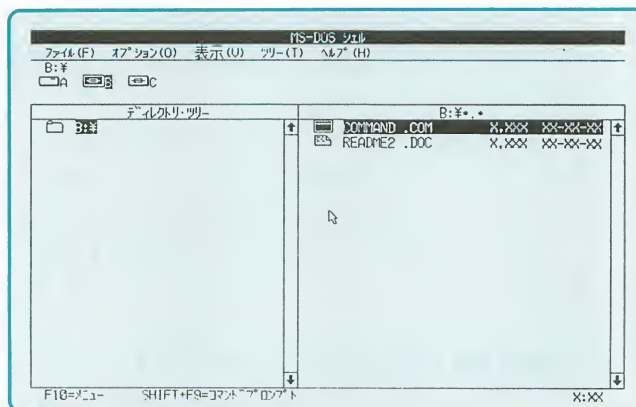 MS-DOS シェル
ファイル(F) オプション(O) 表示(V) ツリー(T) ヘルプ(H)
B:¥
A B C
ディレクトリ・ツリー
B:¥
B:¥*.*
COMMAND .COM X,XXX XX-XX-XX
README2 .DOC X,XXX XX-XX-XX
F10=メニュー SHIFT+F9=コマンドプロンプト X:XX